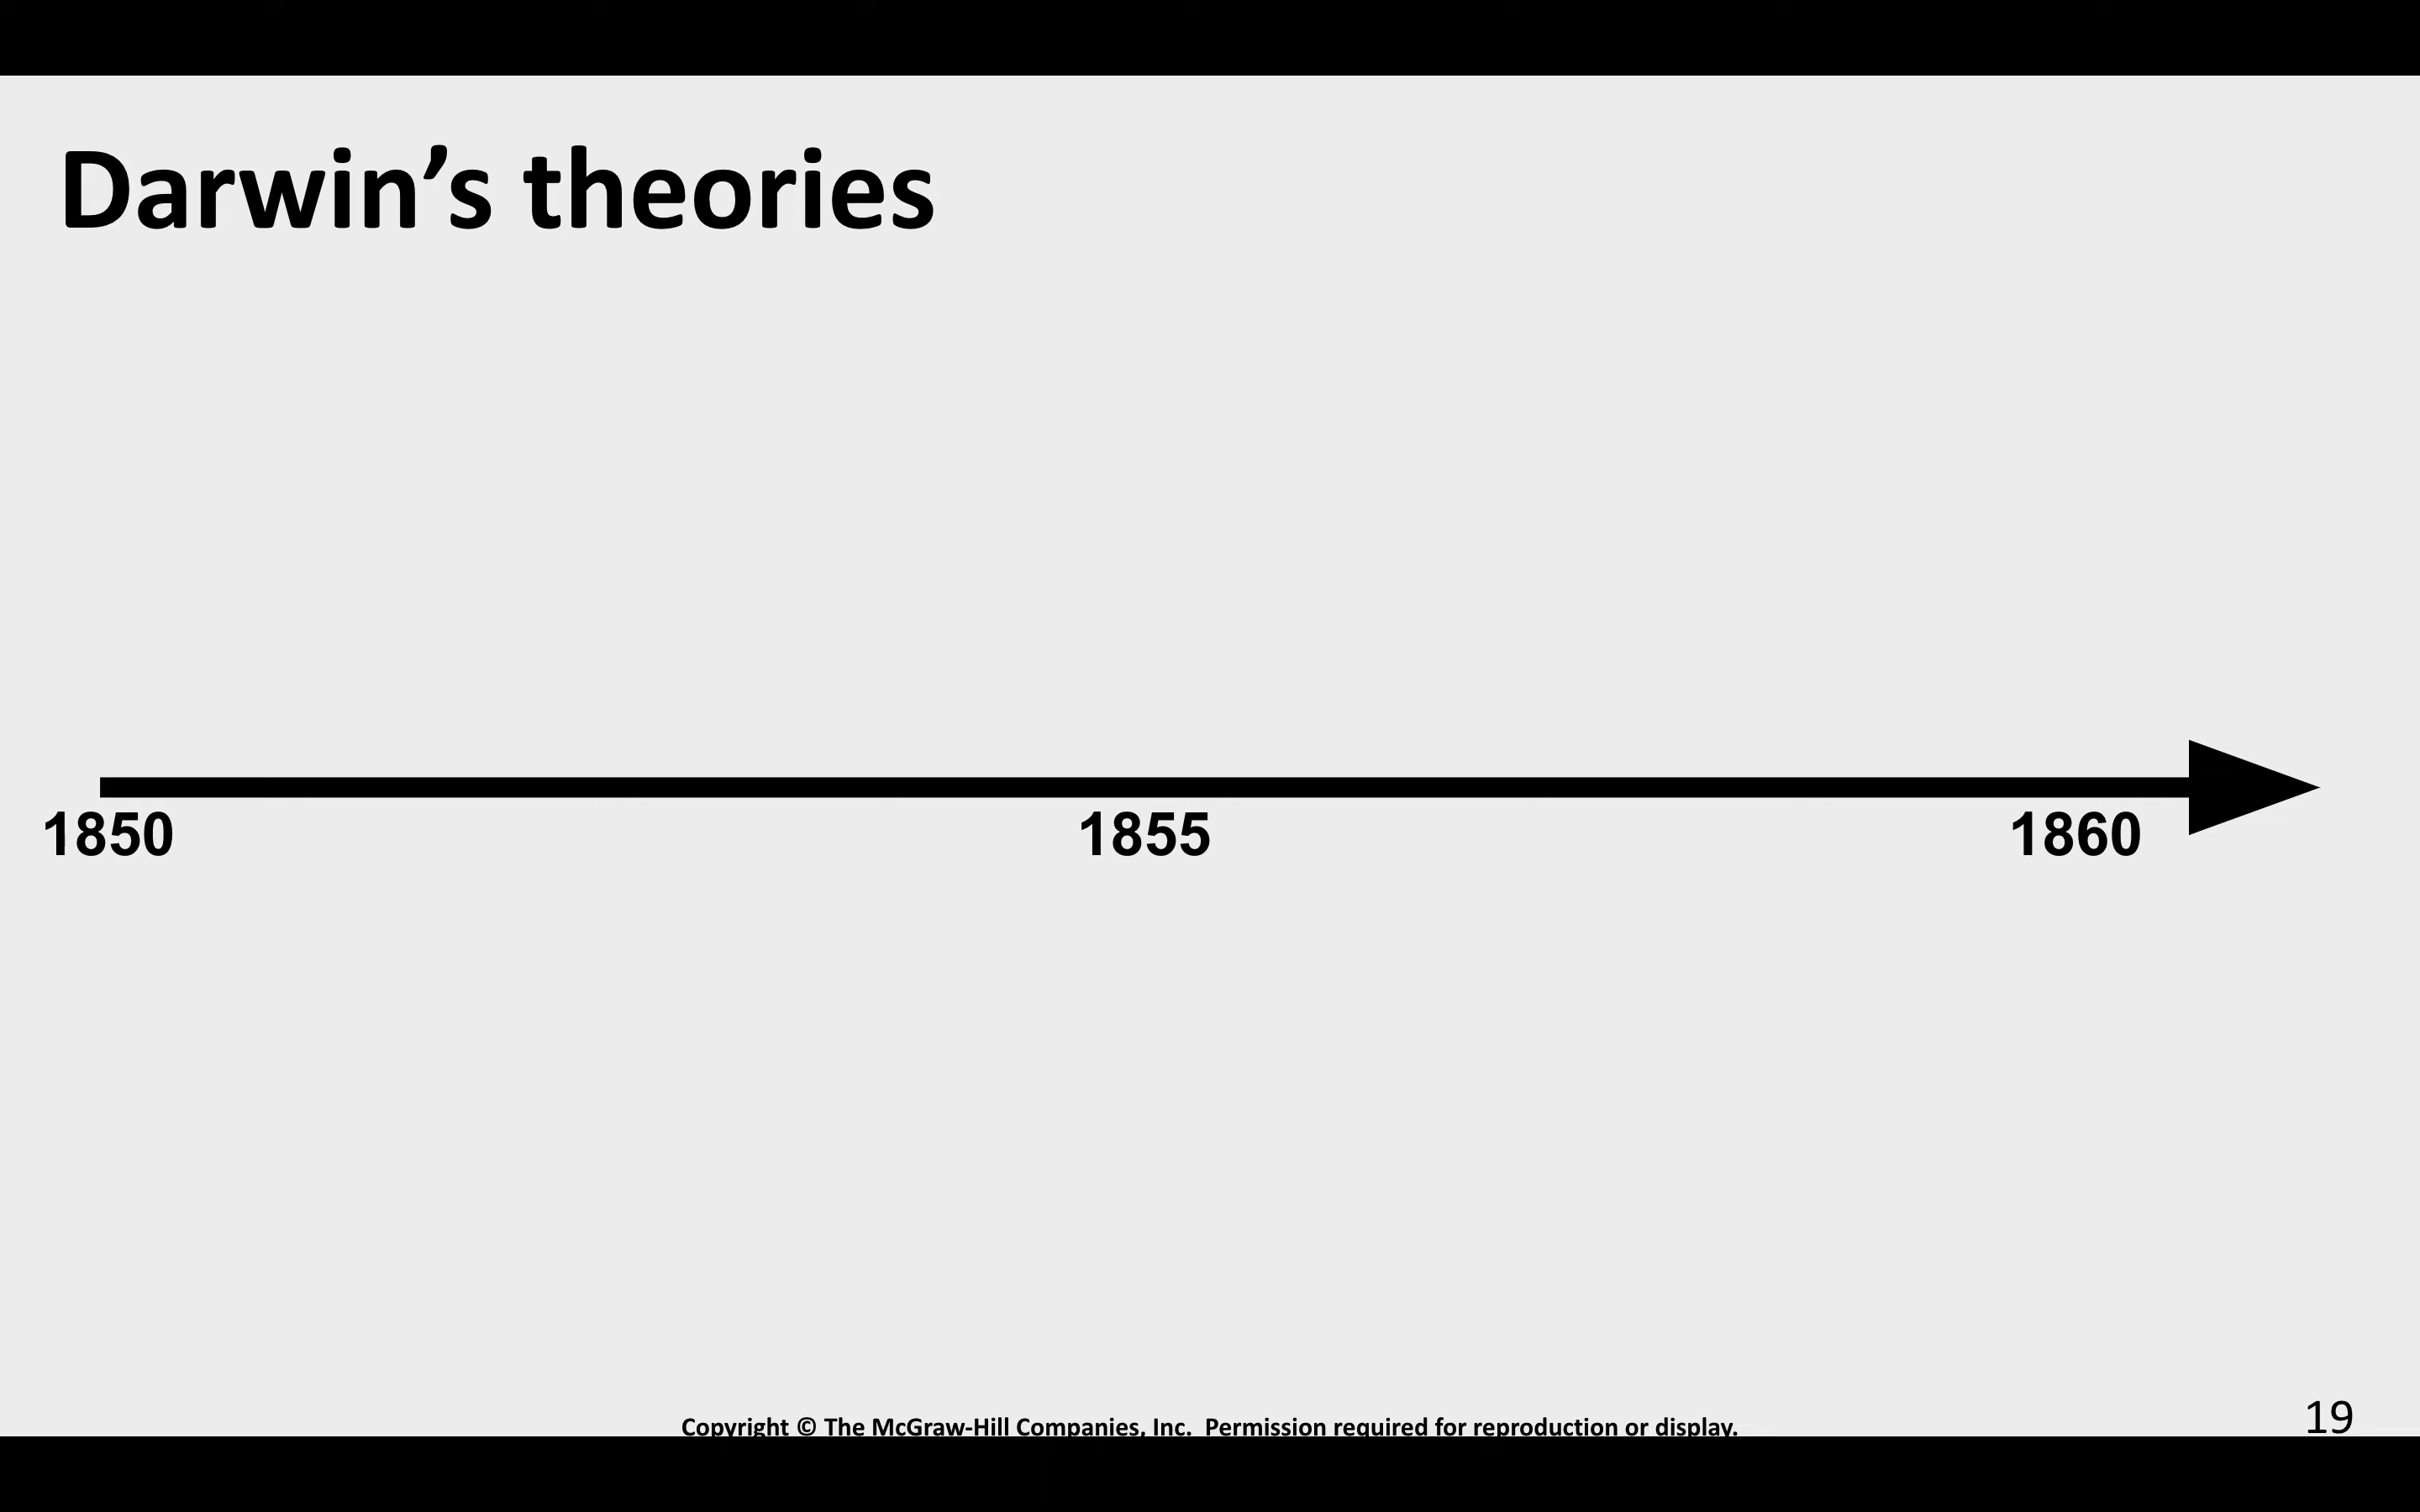 Darwin’s theories
1850 1855 1860
Copyright © The McGraw-Hill Companies, Inc.  Permission required for reproduction or display.
19